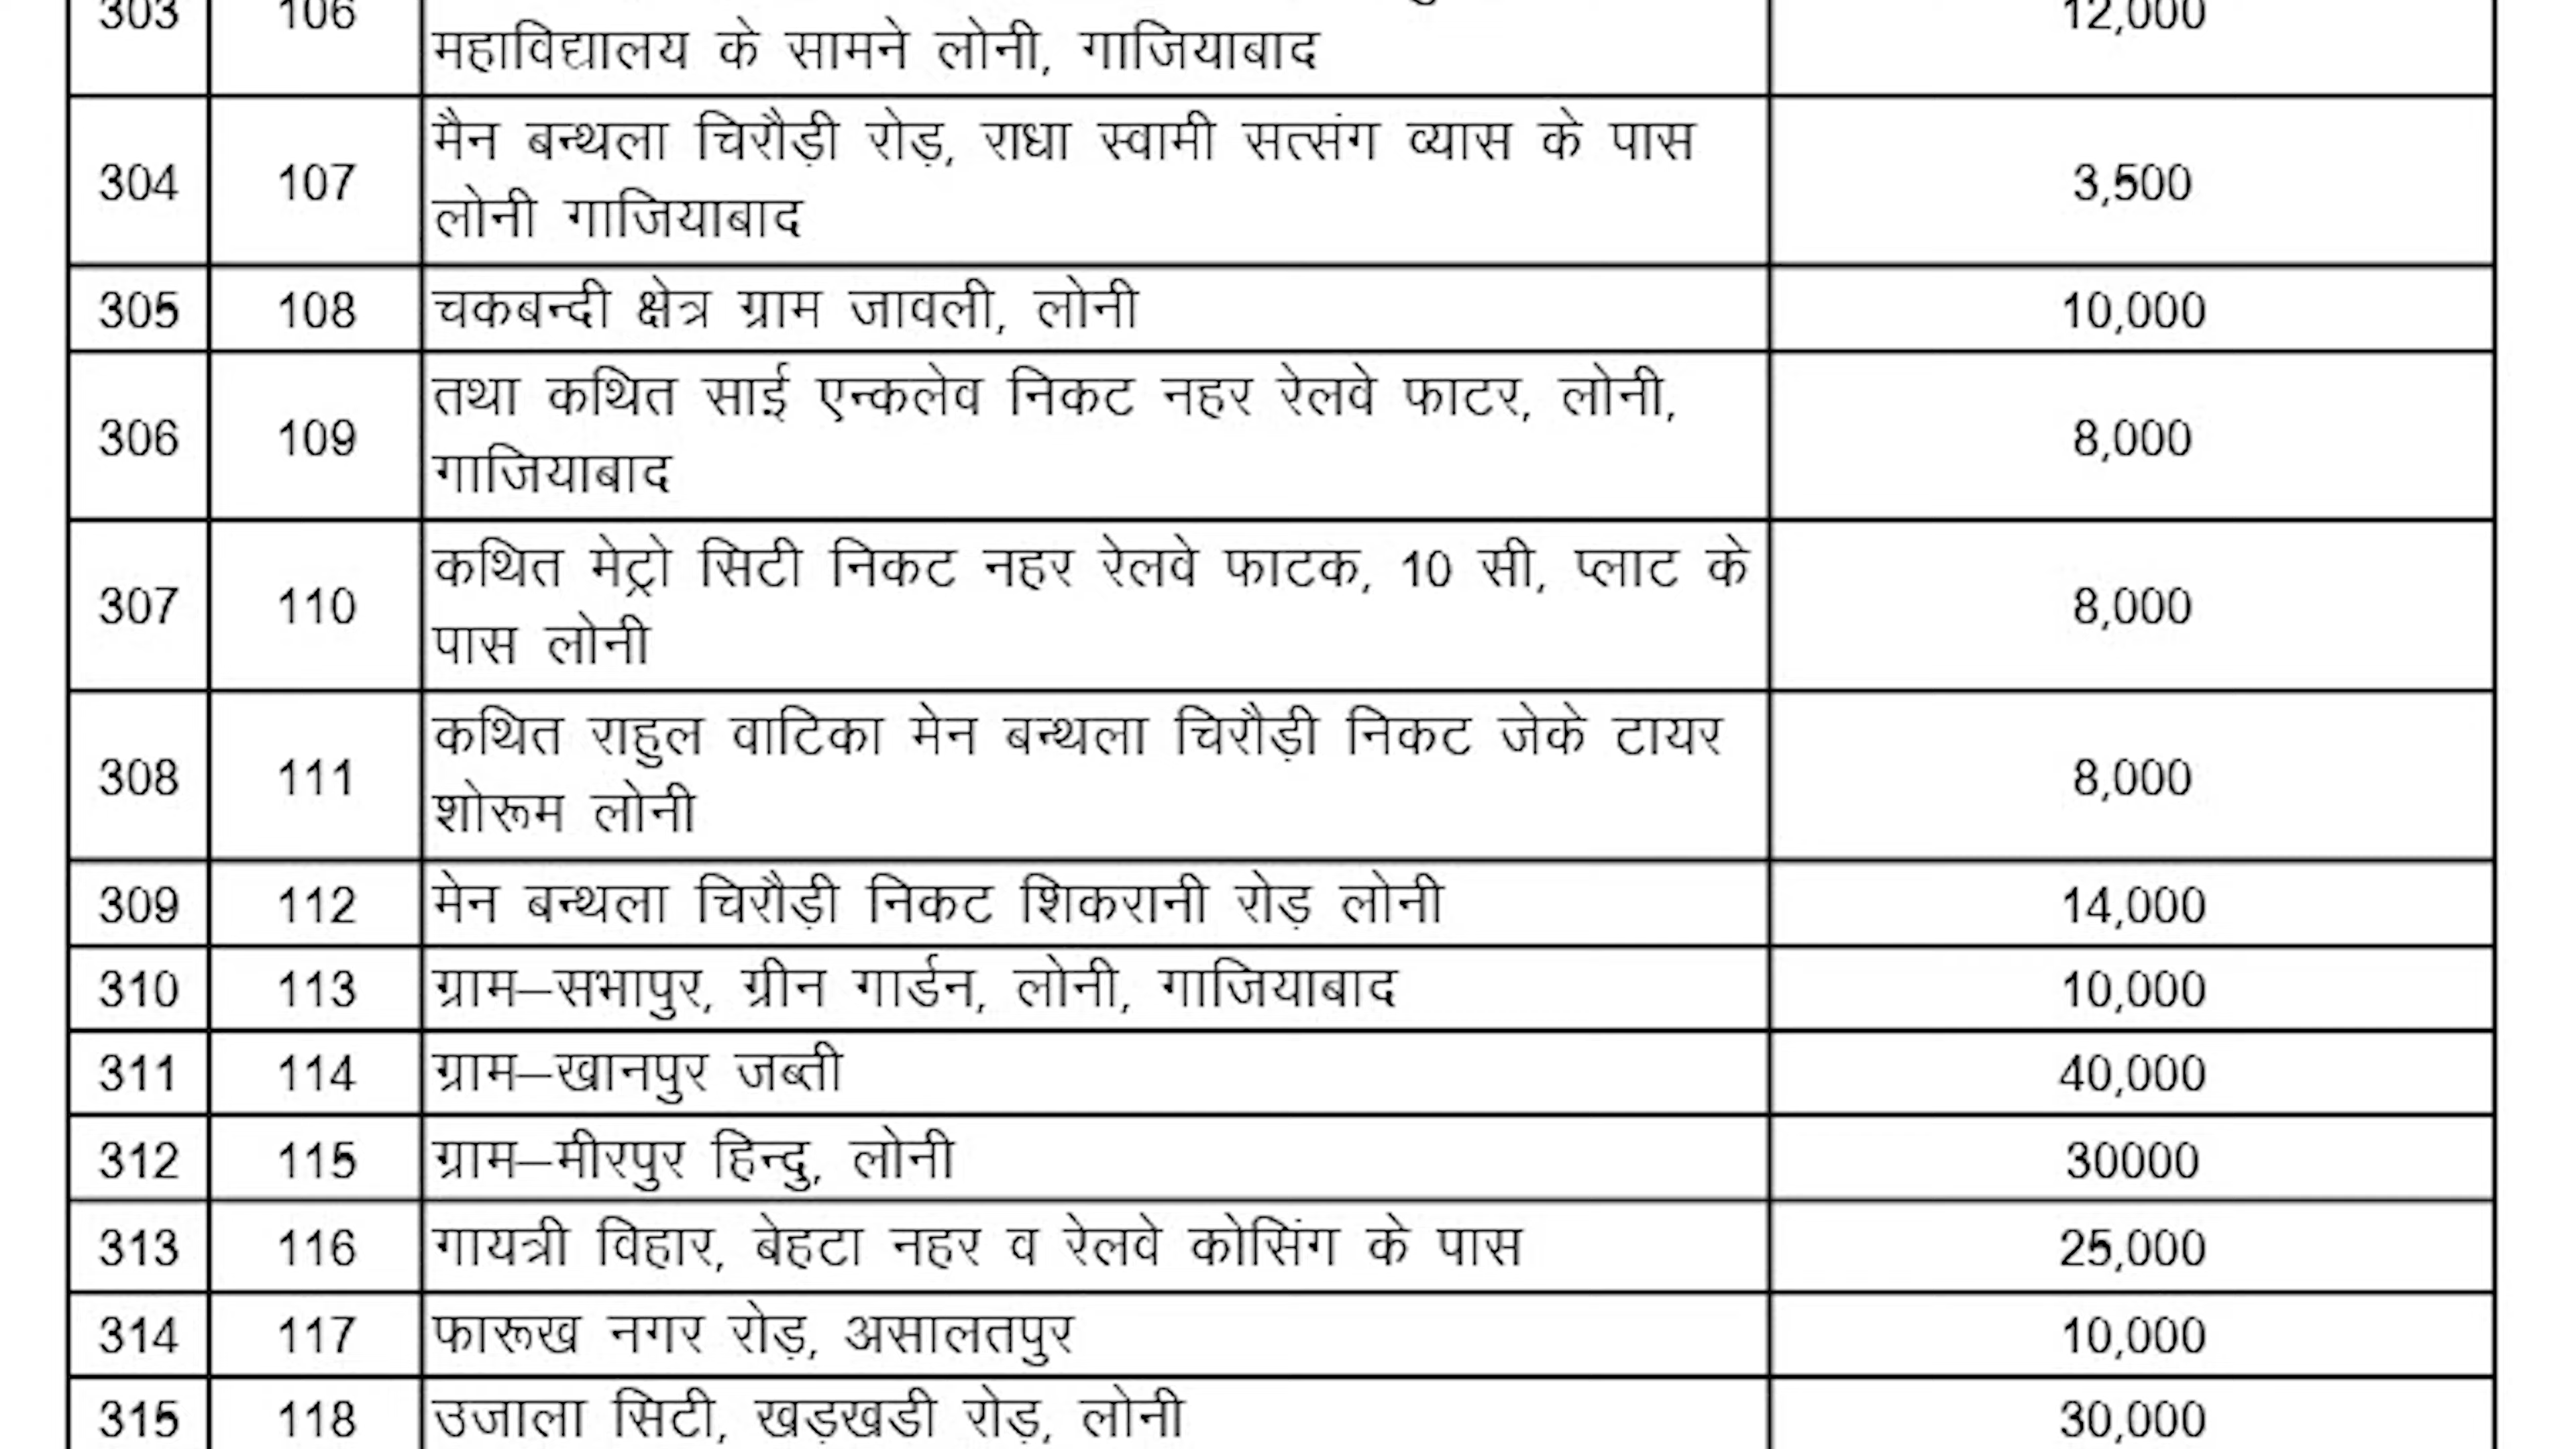 303 106 महाविद्यालय के सामने लोनी, गाजियाबाद 12,000
304 107 मैन बन्थला चिरौड़ी रोड़, राधा स्वामी सत्संग व्यास के पास
लोनी गाजियाबाद 3,500
305 108 चकबन्दी क्षेत्र ग्राम जावली, लोनी 10,000
306 109 तथा कथित साई एन्कलेव निकट नहर रेलवे फाटर, लोनी,
गाजियाबाद 8,000
307 110 कथित मेट्रो सिटी निकट नहर रेलवे फाटक, 10 सी, प्लाट के
पास लोनी 8,000
308 111 कथित राहुल वाटिका मेन बन्थला चिरौड़ी निकट जेके टायर
शोरूम लोनी 8,000
309 112 मेन बन्थला चिरौड़ी निकट शिकरानी रोड़ लोनी 14,000
310 113 ग्राम–सभापुर, ग्रीन गार्डन, लोनी, गाजियाबाद 10,000
311 114 ग्राम–खानपुर जब्ती 40,000
312 115 ग्राम–मीरपुर हिन्दु, लोनी 30000
313 116 गायत्री विहार, बेहटा नहर व रेलवे कोसिंग के पास 25,000
314 117 फारूख नगर रोड़, असालतपुर 10,000
315 118 उजाला सिटी, खड़खडी रोड़, लोनी 30,000